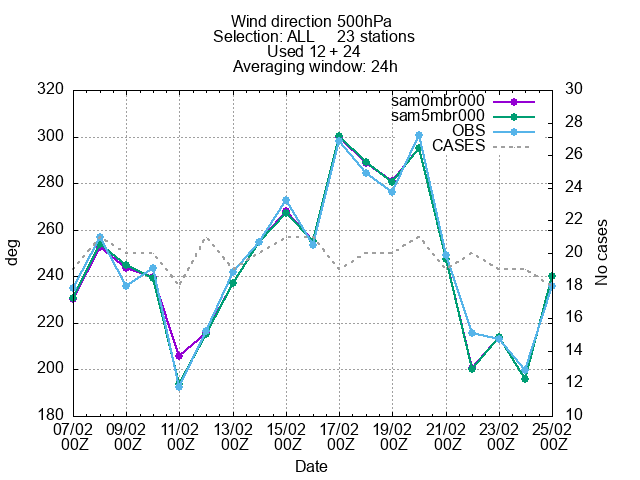 Wind direction 500hPa
Selection: ALL 23 stations
Used 12 + 24
Averaging window: 24h
320 30
sam0mbr000
28
sam5mbr000
300 OBS
26
CASES
280 24
22
260
deg 20 No cases
240
18
220 16
14
200
12
180 10
07/02 09/02 11/02 13/02 15/02 17/02 19/02 21/02 23/02 25/02
00Z 00Z 00Z 00Z 00Z 00Z 00Z 00Z 00Z 00Z
Date